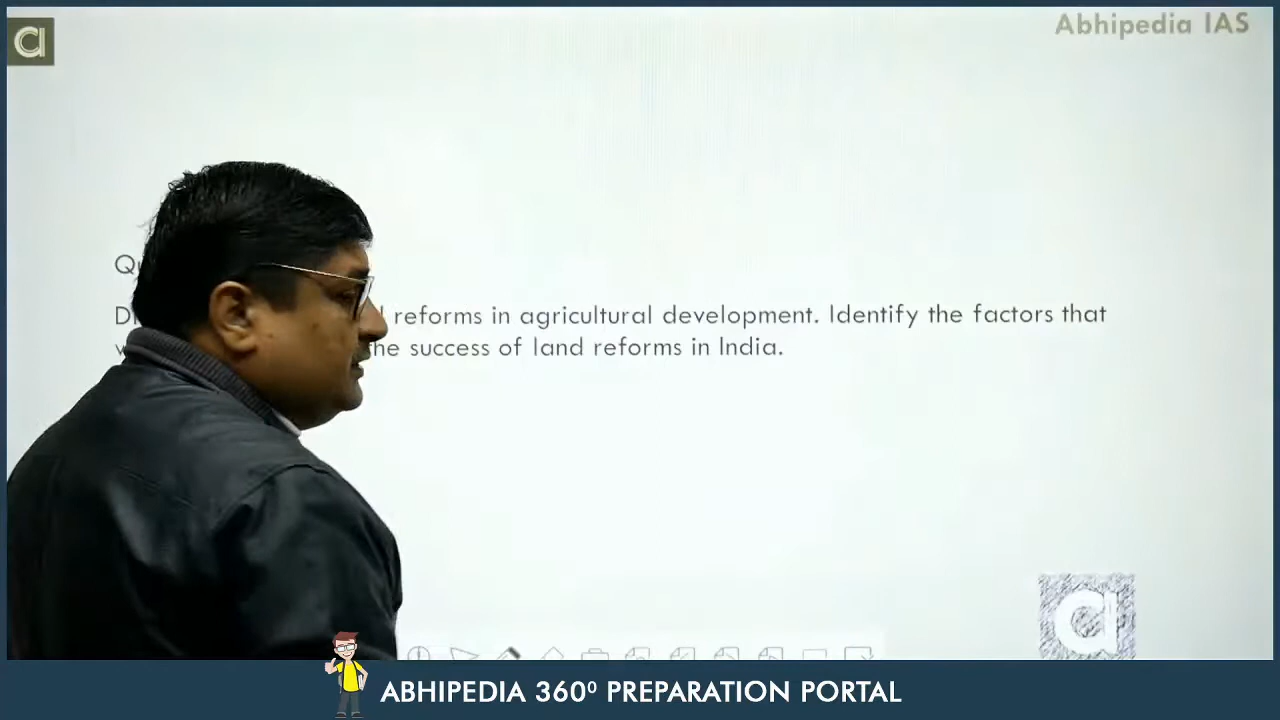 Abhipedia IAS
reforms in agricultural development. Identify the factors that
the success of land reforms in India.
ABHIPEDIA 360⁰ PREPARATION PORTAL